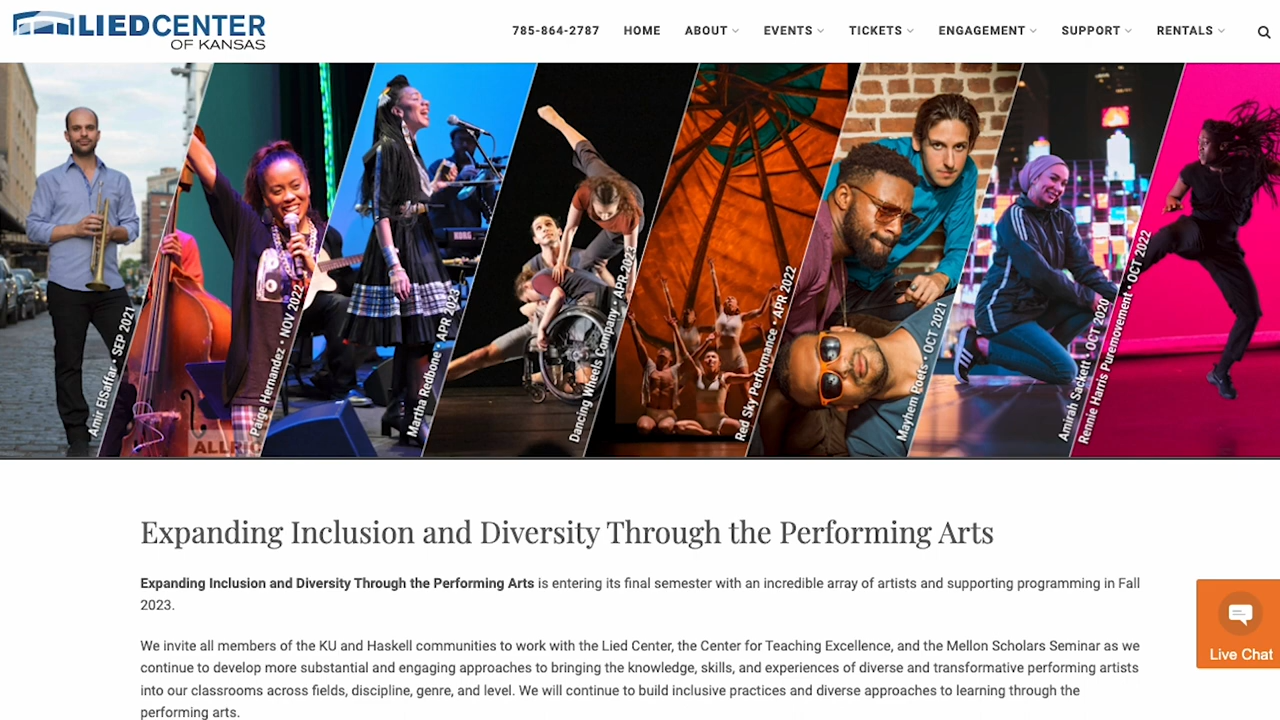 LIEDCENTER
OF KANSAS
785-864-2787 HOME ABOUT EVENTS TICKETS ENGAGEMENT SUPPORT RENTALS
Amir ElSaffar • SEP 2021
Paige Hernandez • NOV 2022
Martha Redbone • APR 2023
Dancing Wheels Company • APR 2023
Red Sky Performance • APR 2022
Mayhem Poets • OCT 2021
Amirah Sackett • OCT 2020
Rennie Harris Puremovement • OCT 2022
KORG
ALLRIC
Expanding Inclusion and Diversity Through the Performing Arts
Expanding Inclusion and Diversity Through the Performing Arts is entering its final semester with an incredible array of artists and supporting programming in Fall
2023.
We invite all members of the KU and Haskell communities to work with the Lied Center, the Center for Teaching Excellence, and the Mellon Scholars Seminar as we
continue to develop more substantial and engaging approaches to bringing the knowledge, skills, and experiences of diverse and transformative performing artists
into our classrooms across fields, discipline, genre, and level. We will continue to build inclusive practices and diverse approaches to learning through the
performing arts.
Live Chat